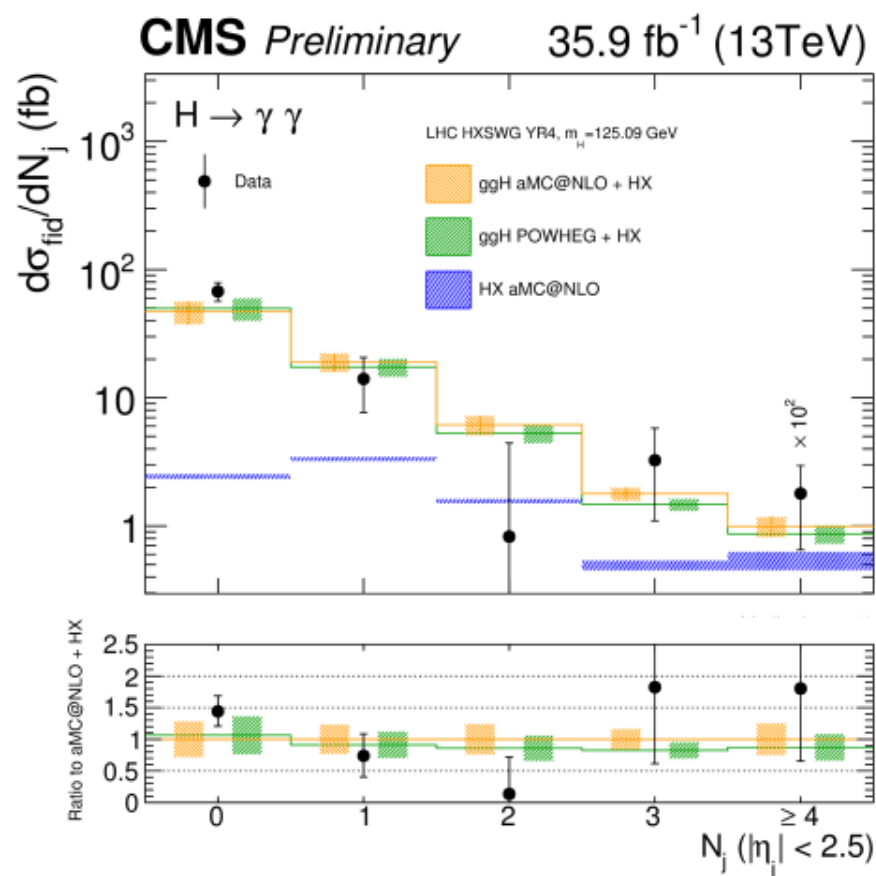 CMS Preliminary 35.9 fb⁻¹ (13TeV)
dσ_fid/dN_j (fb)
H → γ γ
Data
LHC HXSWG YR4, m_H=125.09 GeV
ggH aMC@NLO + HX
ggH POWHEG + HX
HX aMC@NLO
10³
10²
10
1
× 10²
Ratio to aMC@NLO + HX
2.5
2
1.5
1
0.5
0
0 1 2 3 ≥ 4
N_j (|η_j| < 2.5)